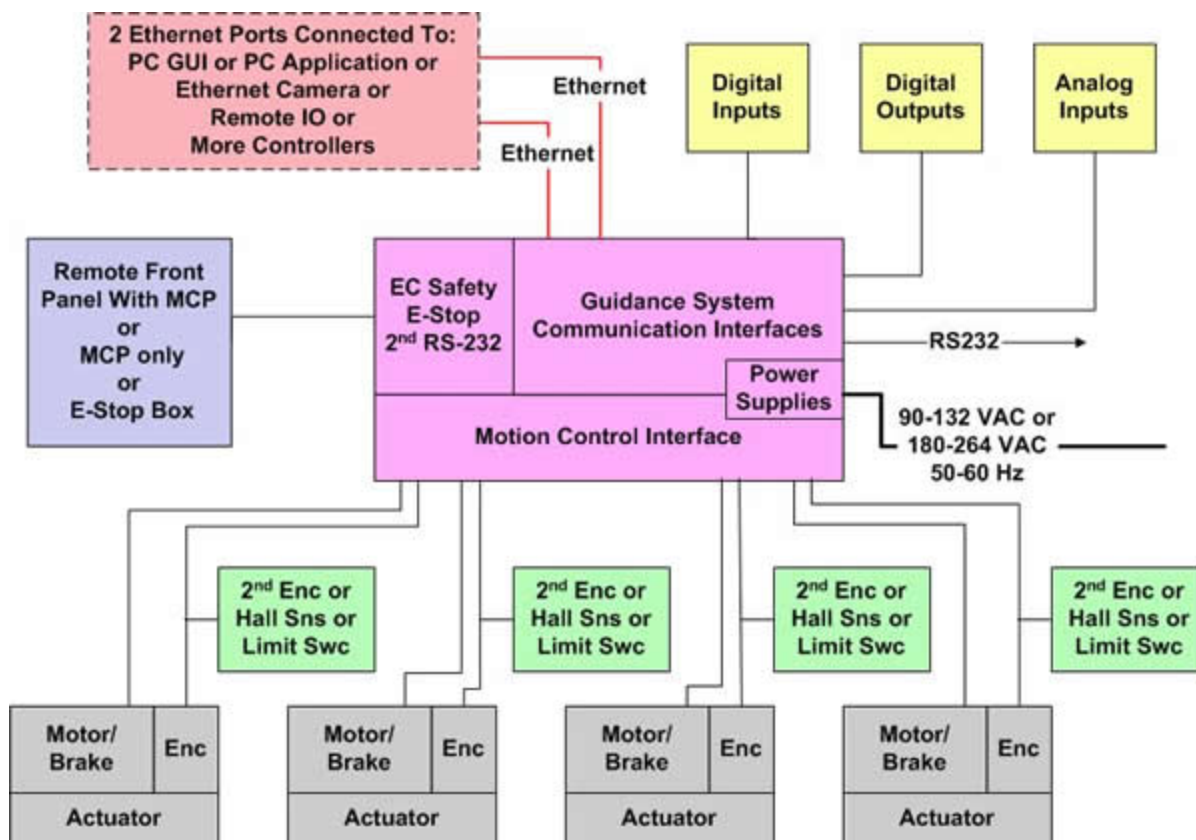 2 Ethernet Ports Connected To:
PC GUI or PC Application or
Ethernet Camera or
Remote IO or
More Controllers
Ethernet
Ethernet
Digital
Inputs
Digital
Outputs
Analog
Inputs
Remote Front
Panel With MCP
or
MCP only
or
E-Stop Box
EC Safety
E-Stop
2nd RS-232
Guidance System
Communication Interfaces
RS232
Power
Supplies
90-132 VAC or
180-264 VAC
50-60 Hz
Motion Control Interface
2nd Enc or
Hall Sns or
Limit Swc
2nd Enc or
Hall Sns or
Limit Swc
2nd Enc or
Hall Sns or
Limit Swc
2nd Enc or
Hall Sns or
Limit Swc
Motor/
Brake
Enc
Actuator
Motor/
Brake
Enc
Actuator
Motor/
Brake
Enc
Actuator
Motor/
Brake
Enc
Actuator